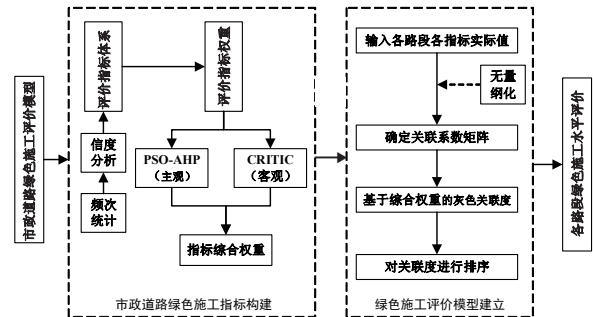 市政道路绿色施工评价模型
评价指标体系
评价指标权重
信度
分析
频次
统计
PSO-AHP
（主观）
CRITIC
（客观）
指标综合权重
市政道路绿色施工指标构建
输入各路段各指标实际值
无量
纲化
确定关联系数矩阵
基于综合权重的灰色关联度
对关联度进行排序
绿色施工评价模型建立
各路段绿色施工水平评价